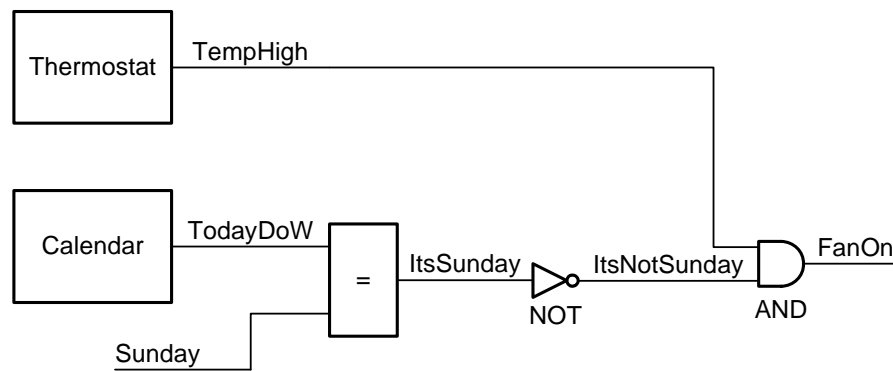 TempHigh
Thermostat
TodayDoW
Calendar
=
ItsSunday
ItsNotSunday
FanOn
NOT
AND
Sunday